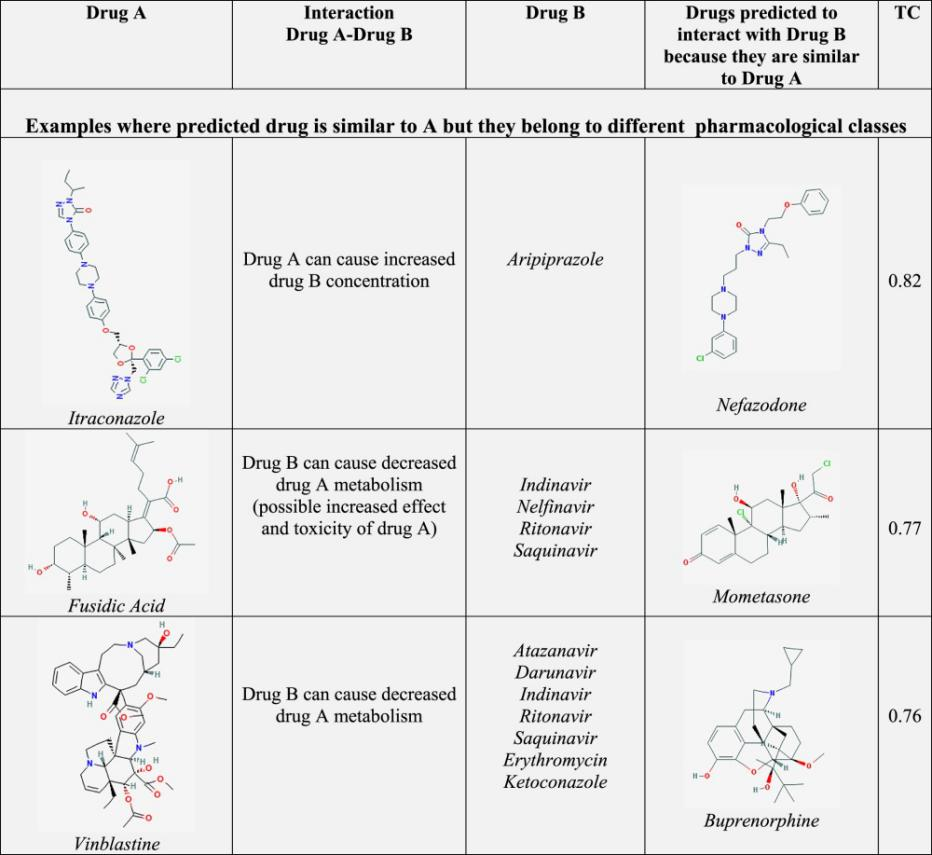 Drug A
Interaction
Drug A-Drug B
Drug B
Drugs predicted to
interact with Drug B
because they are similar
to Drug A
TC
Examples where predicted drug is similar to A but they belong to different pharmacological classes
Itraconazole
Drug A can cause increased
drug B concentration
Aripiprazole
Nefazodone
0.82
Fusidic Acid
Drug B can cause decreased
drug A metabolism
(possible increased effect
and toxicity of drug A)
Indinavir
Nelfinavir
Ritonavir
Saquinavir
Mometasone
0.77
Vinblastine
Drug B can cause decreased
drug A metabolism
Atazanavir
Darunavir
Indinavir
Ritonavir
Saquinavir
Erythromycin
Ketoconazole
Buprenorphine
0.76